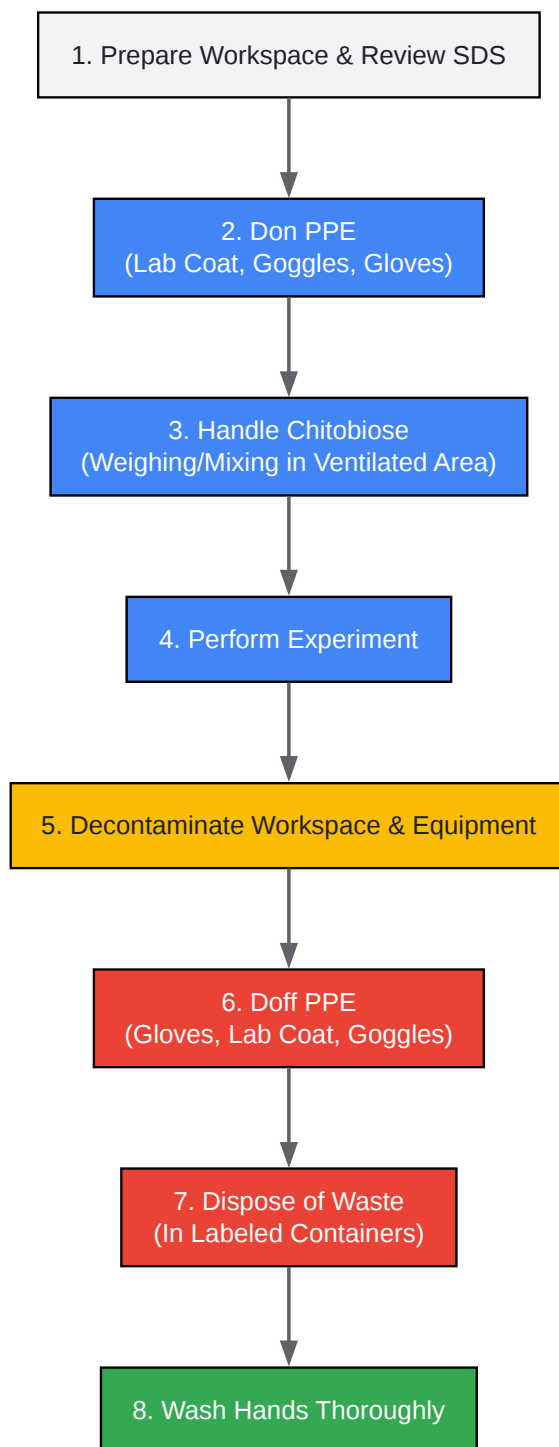 1. Prepare Workspace & Review SDS
2. Don PPE
(Lab Coat, Goggles, Gloves)
3. Handle Chitobiose
(Weighing/Mixing in Ventilated Area)
4. Perform Experiment
5. Decontaminate Workspace & Equipment
6. Doff PPE
(Gloves, Lab Coat, Goggles)
7. Dispose of Waste
(In Labeled Containers)
8. Wash Hands Thoroughly